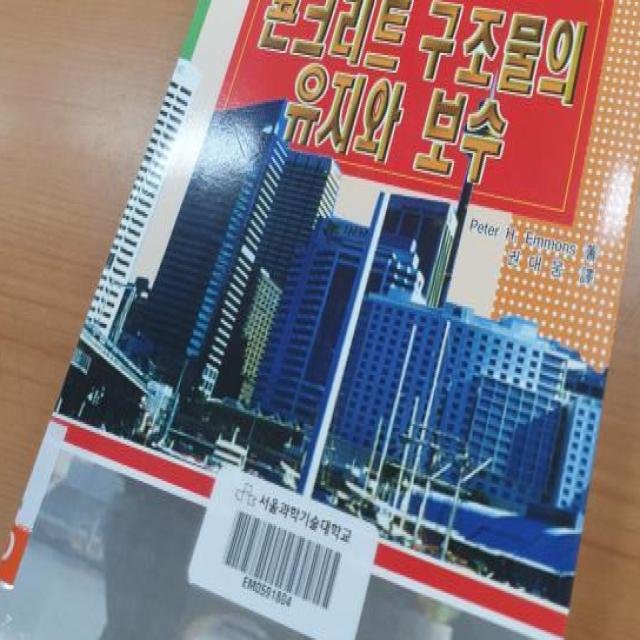 콘크리트 구조물의
유지와 보수
Peter H. Emmons 著
권대웅 譯
서울과학기술대학교
EM0591804